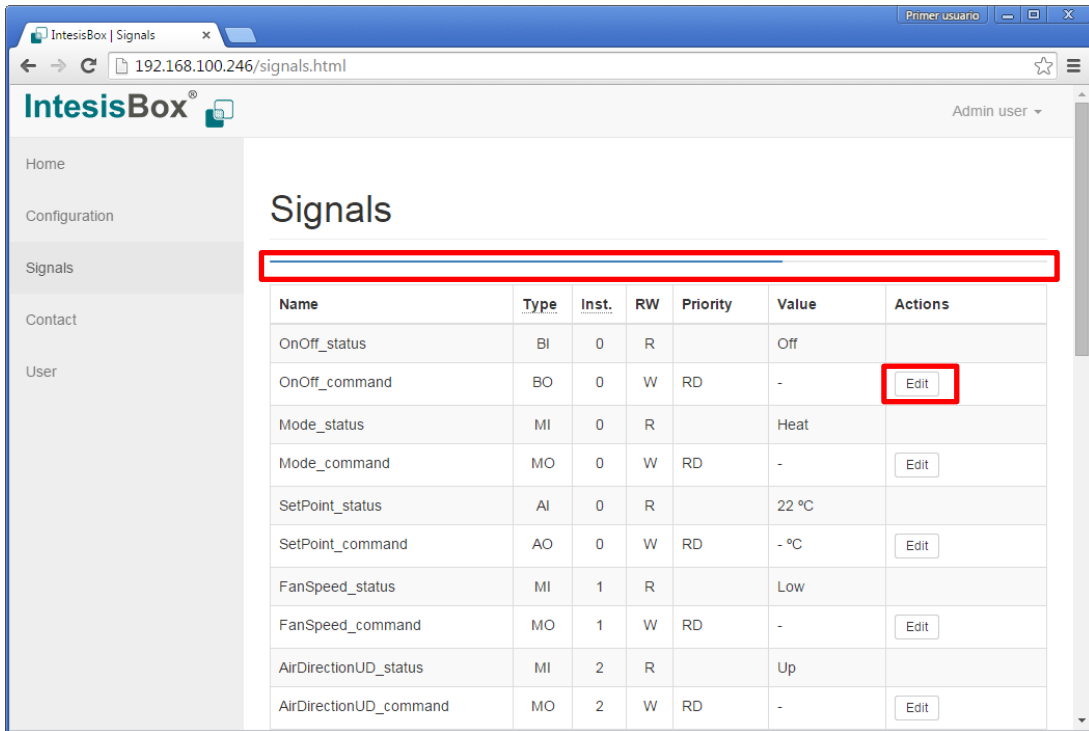 Primer usuario
IntesisBox | Signals
192.168.100.246/signals.html
IntesisBox®
Admin user
Home
Configuration
Signals
Contact
User
Signals
Name Type Inst. RW Priority Value Actions
OnOff_status BI 0 R Off
OnOff_command BO 0 W RD - Edit
Mode_status MI 0 R Heat
Mode_command MO 0 W RD - Edit
SetPoint_status AI 0 R 22 ºC
SetPoint_command AO 0 W RD - ºC Edit
FanSpeed_status MI 1 R Low
FanSpeed_command MO 1 W RD - Edit
AirDirectionUD_status MI 2 R Up
AirDirectionUD_command MO 2 W RD - Edit